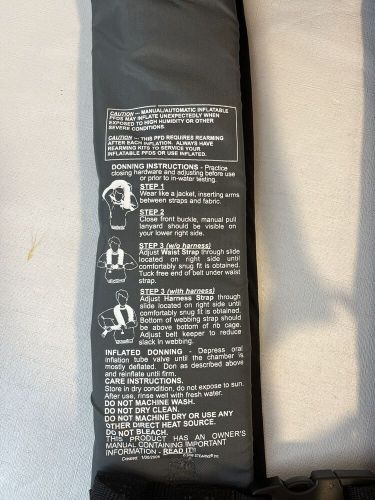 CAUTION — MANUAL/AUTOMATIC INFLATABLE
PFDS MAY INFLATE UNEXPECTEDLY WHEN
EXPOSED TO HIGH HUMIDITY OR OTHER
SEVERE CONDITIONS.
CAUTION — THIS PFD REQUIRES REARMING
AFTER EACH INFLATION. ALWAYS HAVE
REARMING KITS TO SERVICE YOUR
INFLATABLE PFDS OR USE INFLATED.
DONNING INSTRUCTIONS - Practice
closing hardware and adjusting before use
or prior to in-water testing.
STEP 1
Wear like a jacket, inserting arms
between straps and fabric.
STEP 2
Close front buckle, manual pull
lanyard should be visible on
your lower right side.
STEP 3 (w/o harness)
Adjust Waist Strap through slide
located on right side until
comfortably snug fit is obtained.
Tuck free end of belt under waist
strap.
STEP 3 (with harness)
Adjust Harness Strap through
slide located on right side until
comfortably snug fit is obtained.
Bottom of webbing strap should
be above bottom of rib cage.
Adjust belt keeper to reduce
slack in webbing.
INFLATED DONNING - Depress oral
inflation tube valve until the chamber is
mostly deflated. Don as described above
and reinflate until firm.
CARE INSTRUCTIONS.
Store in dry condition, do not expose to sun.
After use, rinse well with fresh water.
DO NOT MACHINE WASH.
DO NOT DRY CLEAN.
DO NOT MACHINE DRY OR USE ANY
OTHER DIRECT HEAT SOURCE.
DO NOT BLEACH.
THIS PRODUCT HAS AN OWNER'S
MANUAL CONTAINING IMPORTANT
INFORMATION - READ IT!